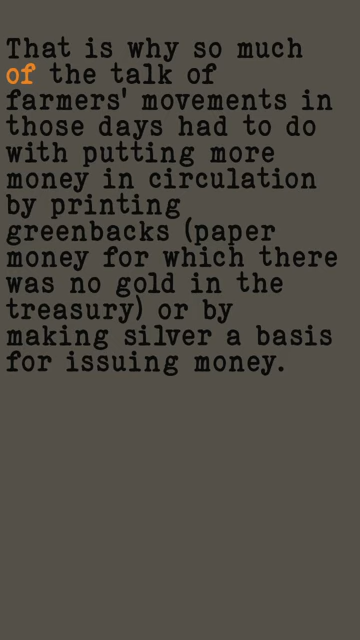 That is why so much
of the talk of
farmers' movements in
those days had to do
with putting more
money in circulation
by printing
greenbacks (paper
money for which there
was no gold in the
treasury) or by
making silver a basis
for issuing money.